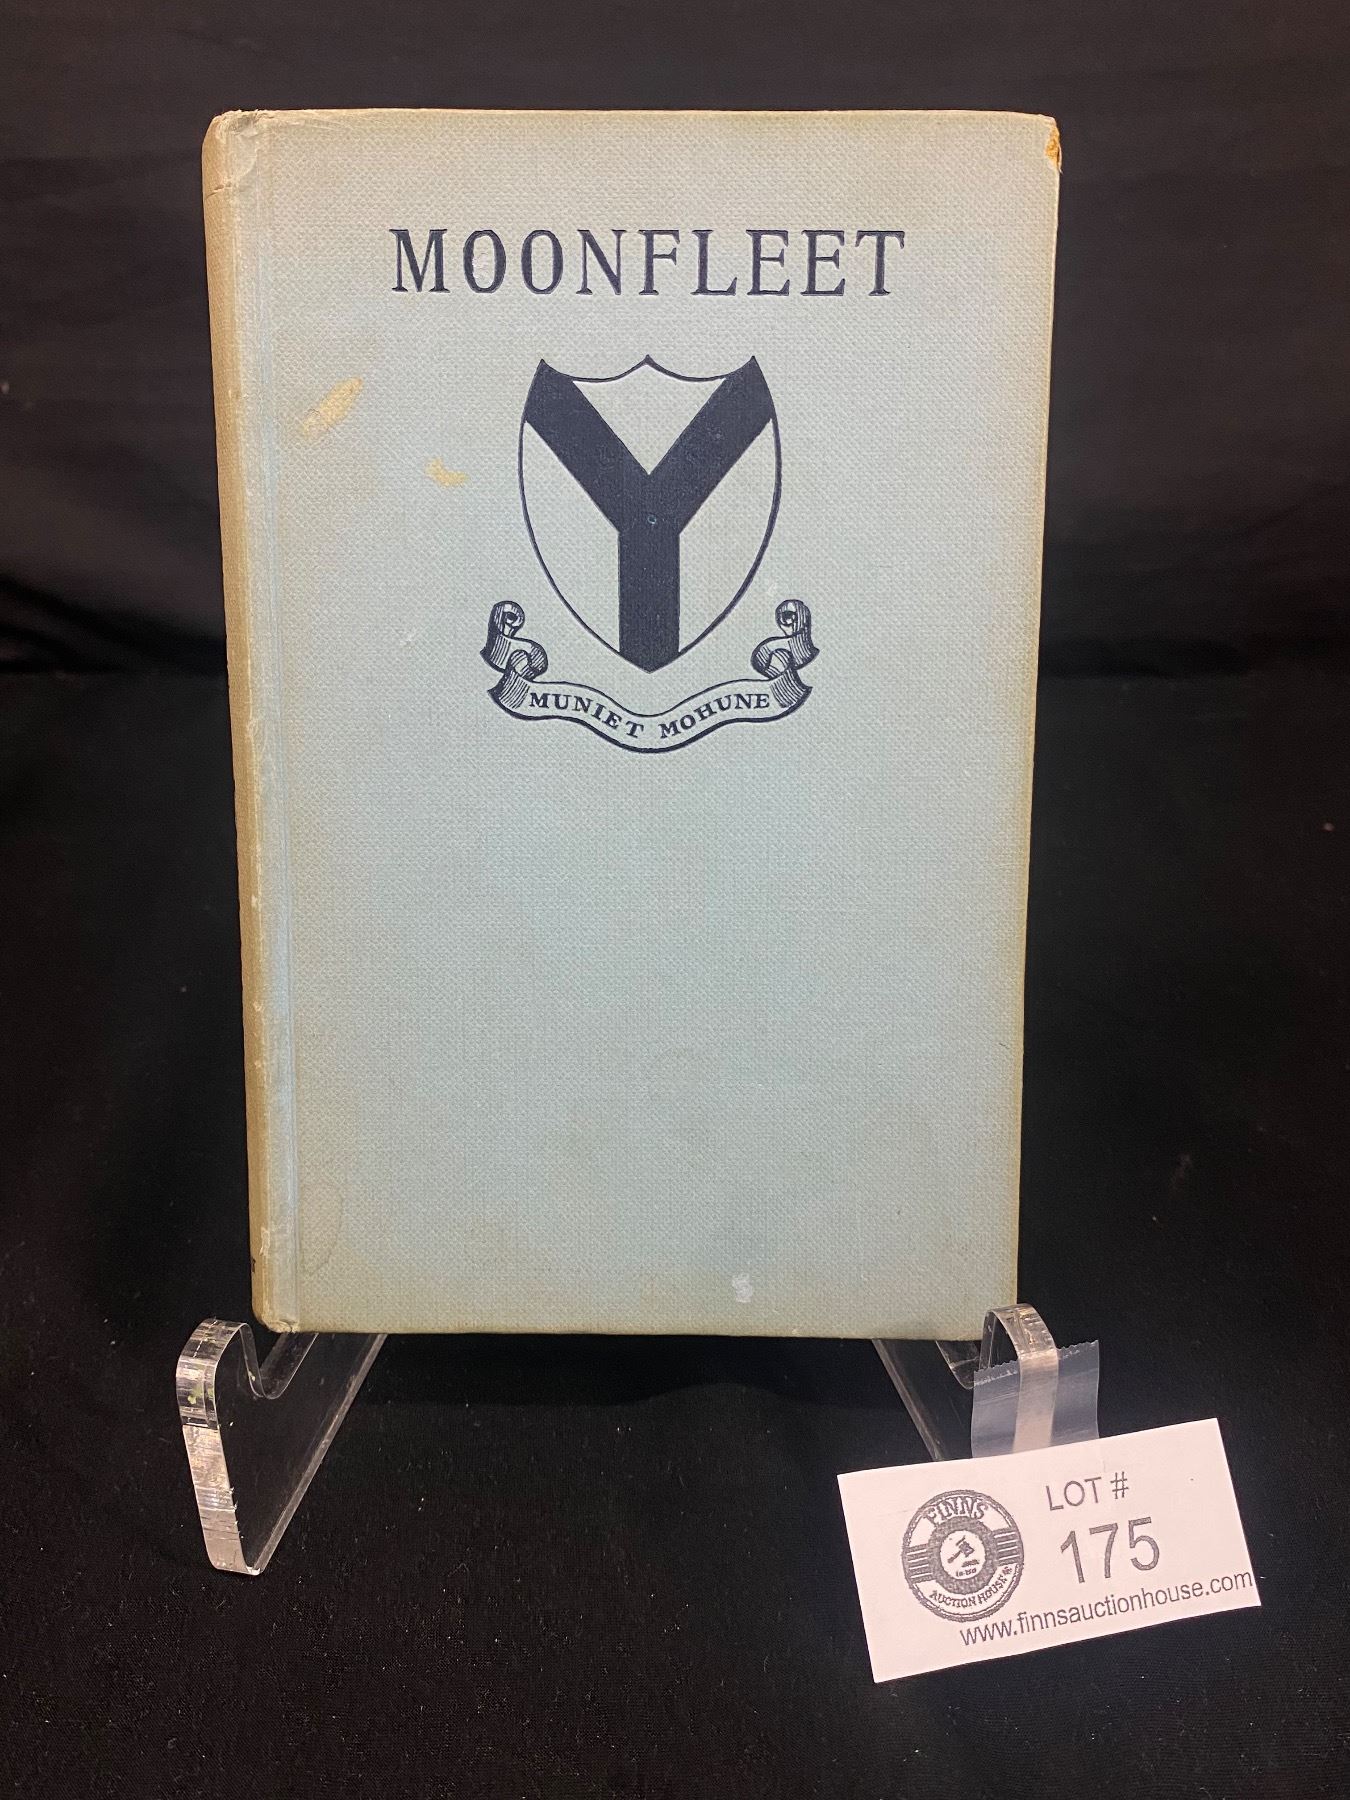 MOONFLEET
MUNIET MOHUNE
LOT #
175
FINNS
AUCTION HOUSE
www.finnsauctionhouse.com